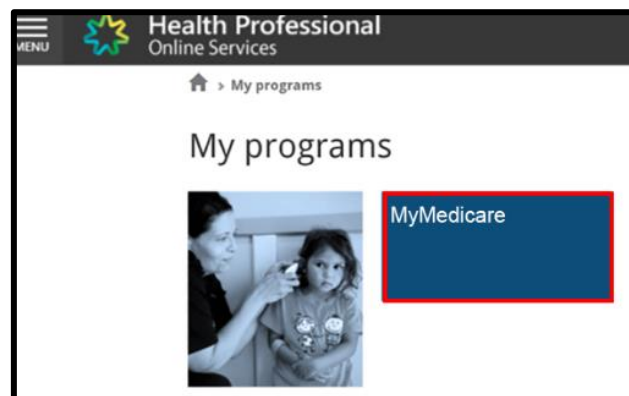 MENU
Health Professional
Online Services
> My programs
My programs
MyMedicare